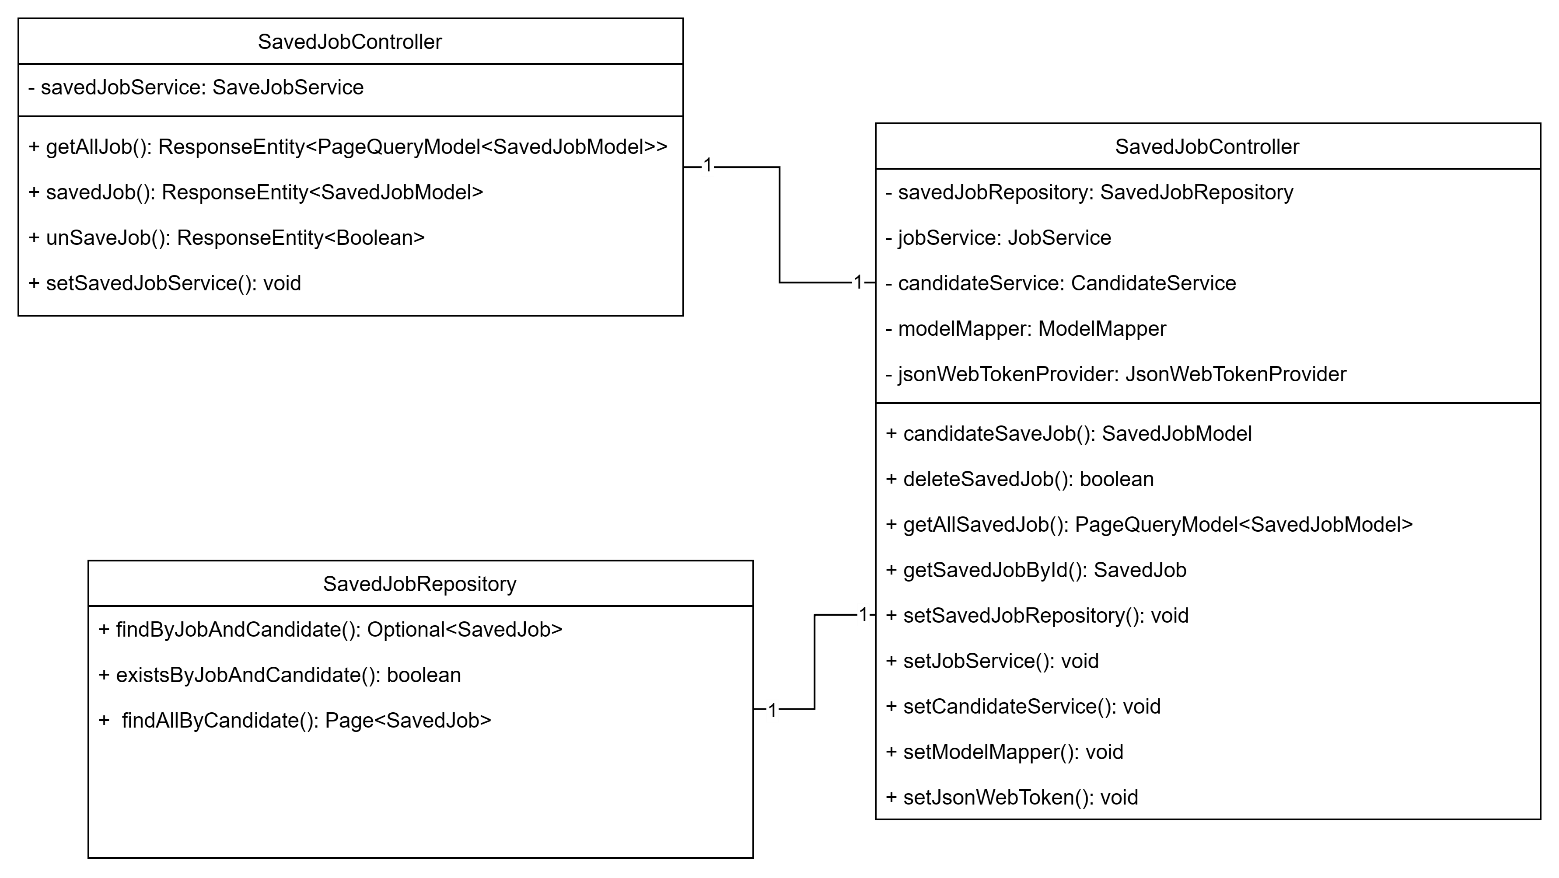 SavedJobController
- savedJobService: SaveJobService
+ getAllJob(): ResponseEntity<PageQueryModel<SavedJobModel>>
+ savedJob(): ResponseEntity<SavedJobModel>
+ unSaveJob(): ResponseEntity<Boolean>
+ setSavedJobService(): void
1
1
SavedJobController
- savedJobRepository: SavedJobRepository
- jobService: JobService
- candidateService: CandidateService
- modelMapper: ModelMapper
- jsonWebTokenProvider: JsonWebTokenProvider
+ candidateSaveJob(): SavedJobModel
+ deleteSavedJob(): boolean
+ getAllSavedJob(): PageQueryModel<SavedJobModel>
+ getSavedJobById(): SavedJob
+ setSavedJobRepository(): void
+ setJobService(): void
+ setCandidateService(): void
+ setModelMapper(): void
+ setJsonWebToken(): void
1
1
SavedJobRepository
+ findByJobAndCandidate(): Optional<SavedJob>
+ existsByJobAndCandidate(): boolean
+ findAllByCandidate(): Page<SavedJob>